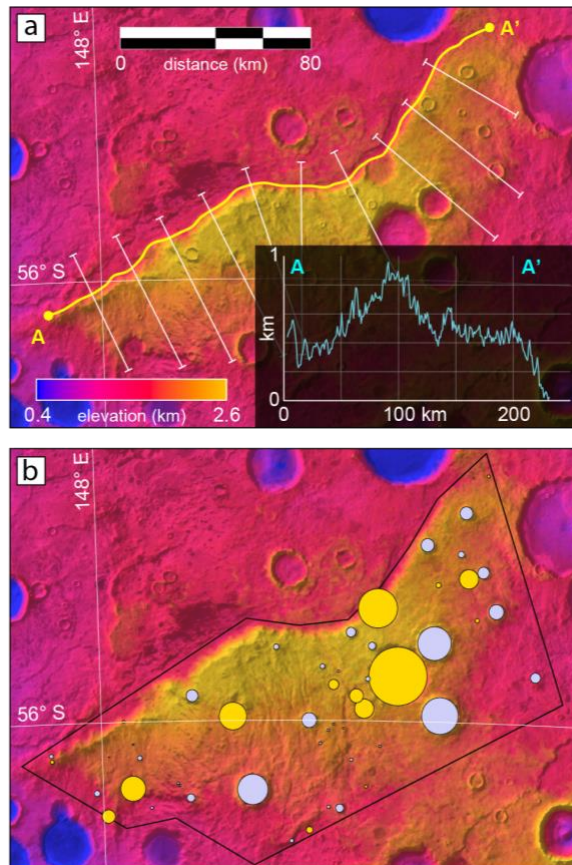 a
148° E
0 80
distance (km)
A'
56° S
A
1
A A'
km
0
0 100 km 200
0.4 elevation (km) 2.6
b
148° E
56° S